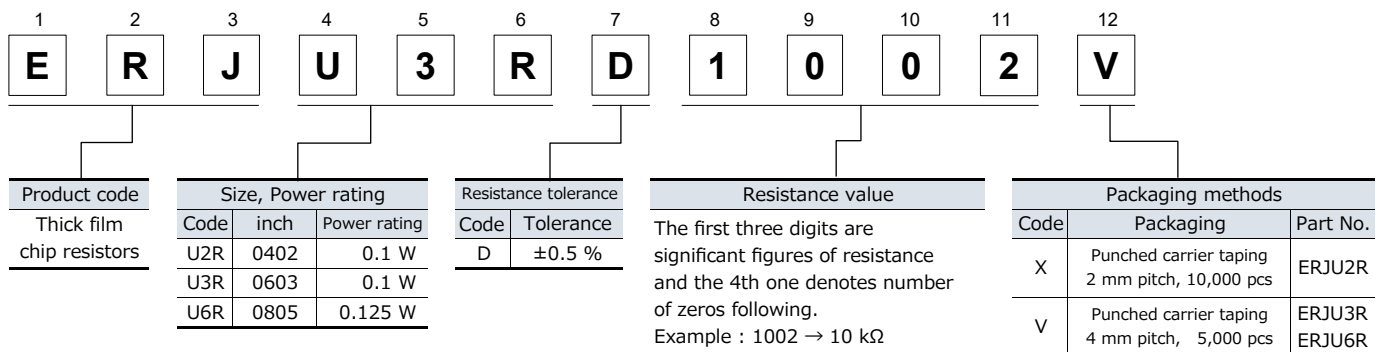 1 2 3 4 5 6 7 8 9 10 11 12
E R J U 3 R D 1 0 0 2 V
Product code
Thick film
chip resistors
Size, Power rating
Code inch Power rating
U2R 0402 0.1 W
U3R 0603 0.1 W
U6R 0805 0.125 W
Resistance tolerance
Code Tolerance
D ±0.5 %
Resistance value
The first three digits are
significant figures of resistance
and the 4th one denotes number
of zeros following.
Example : 1002 → 10 kΩ
Packaging methods
Code Packaging Part No.
X Punched carrier taping
2 mm pitch, 10,000 pcs ERJU2R
V Punched carrier taping ERJU3R
4 mm pitch, 5,000 pcs ERJU6R